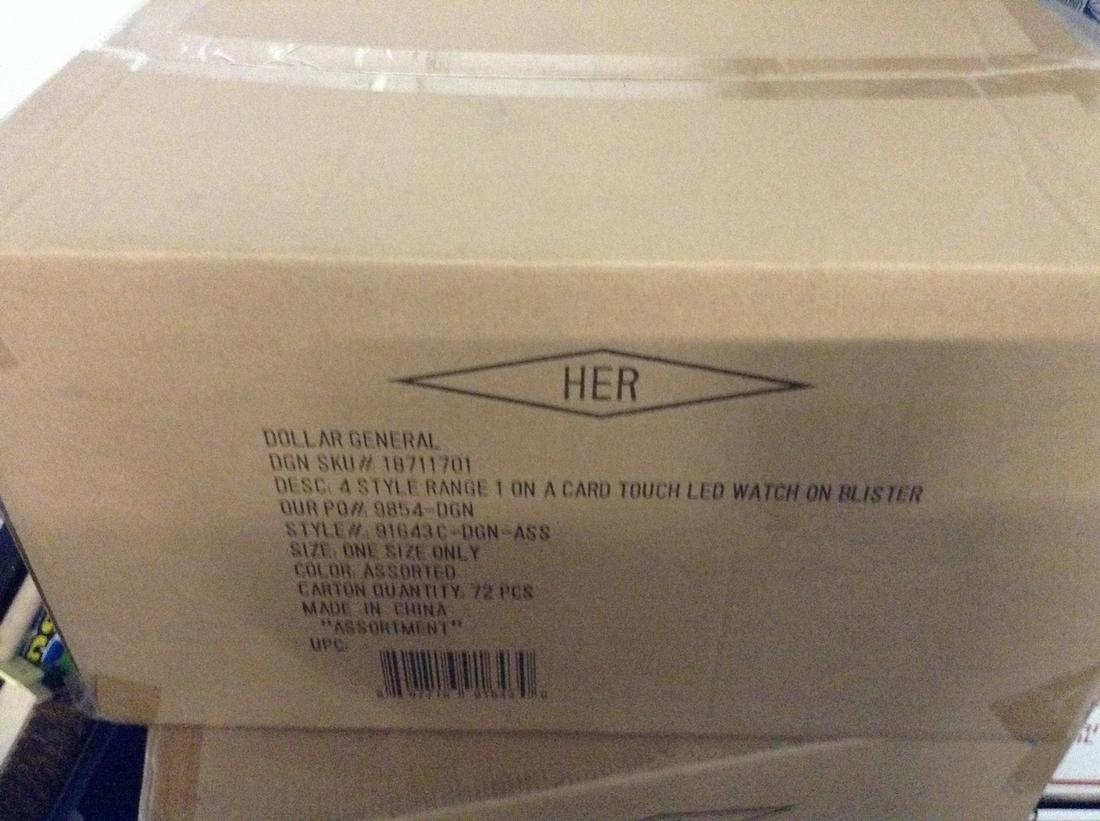 HER
DOLLAR GENERAL
DGN SKU#: 18711701
DESC: 4 STYLE RANGE 1 ON A CARD TOUCH LED WATCH ON BLISTER
OUR PO#: 9854-DGN
STYLE#: 91643C-DGN-ASS
SIZE: ONE SIZE ONLY
COLOR: ASSORTED
CARTON QUANTITY: 72 PCS
MADE IN CHINA
"ASSORTMENT"
UPC: